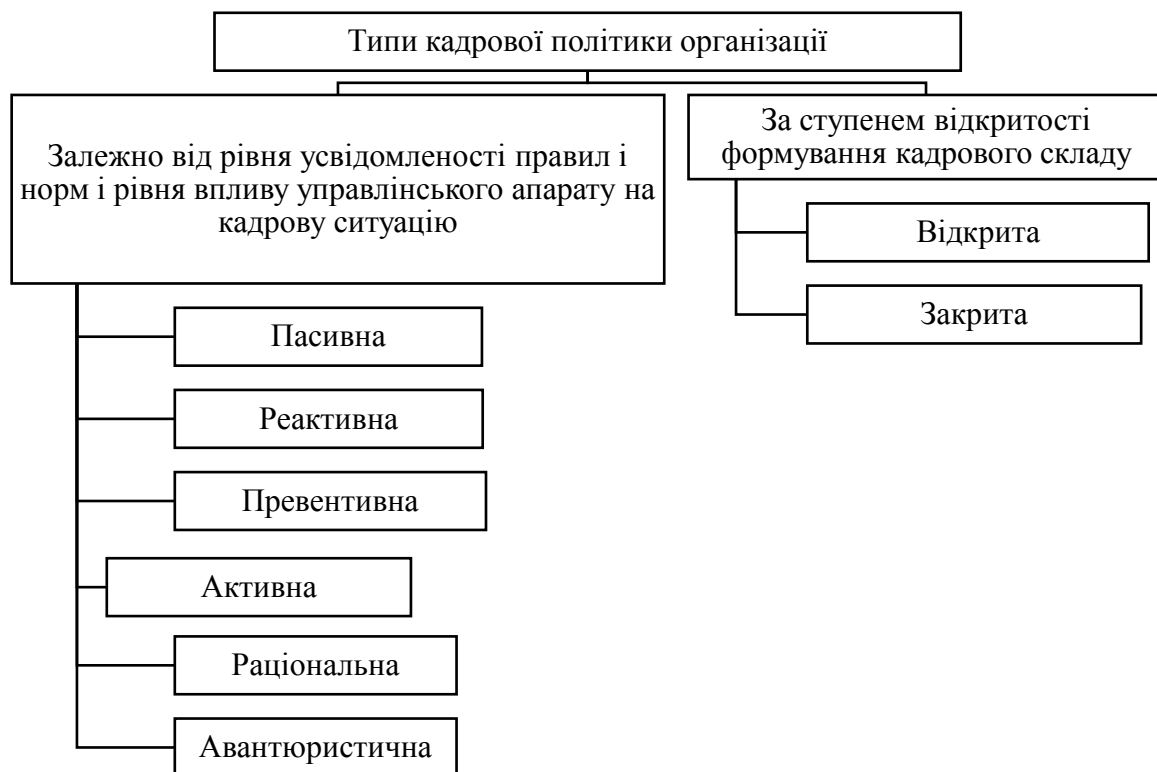 Типи кадрової політики організації
Залежно від рівня усвідомленості правил і
норм і рівня впливу управлінського апарату на
кадрову ситуацію
Пасивна
Реактивна
Превентивна
Активна
Раціональна
Авантюристична
За ступенем відкритості
формування кадрового складу
Відкрита
Закрита